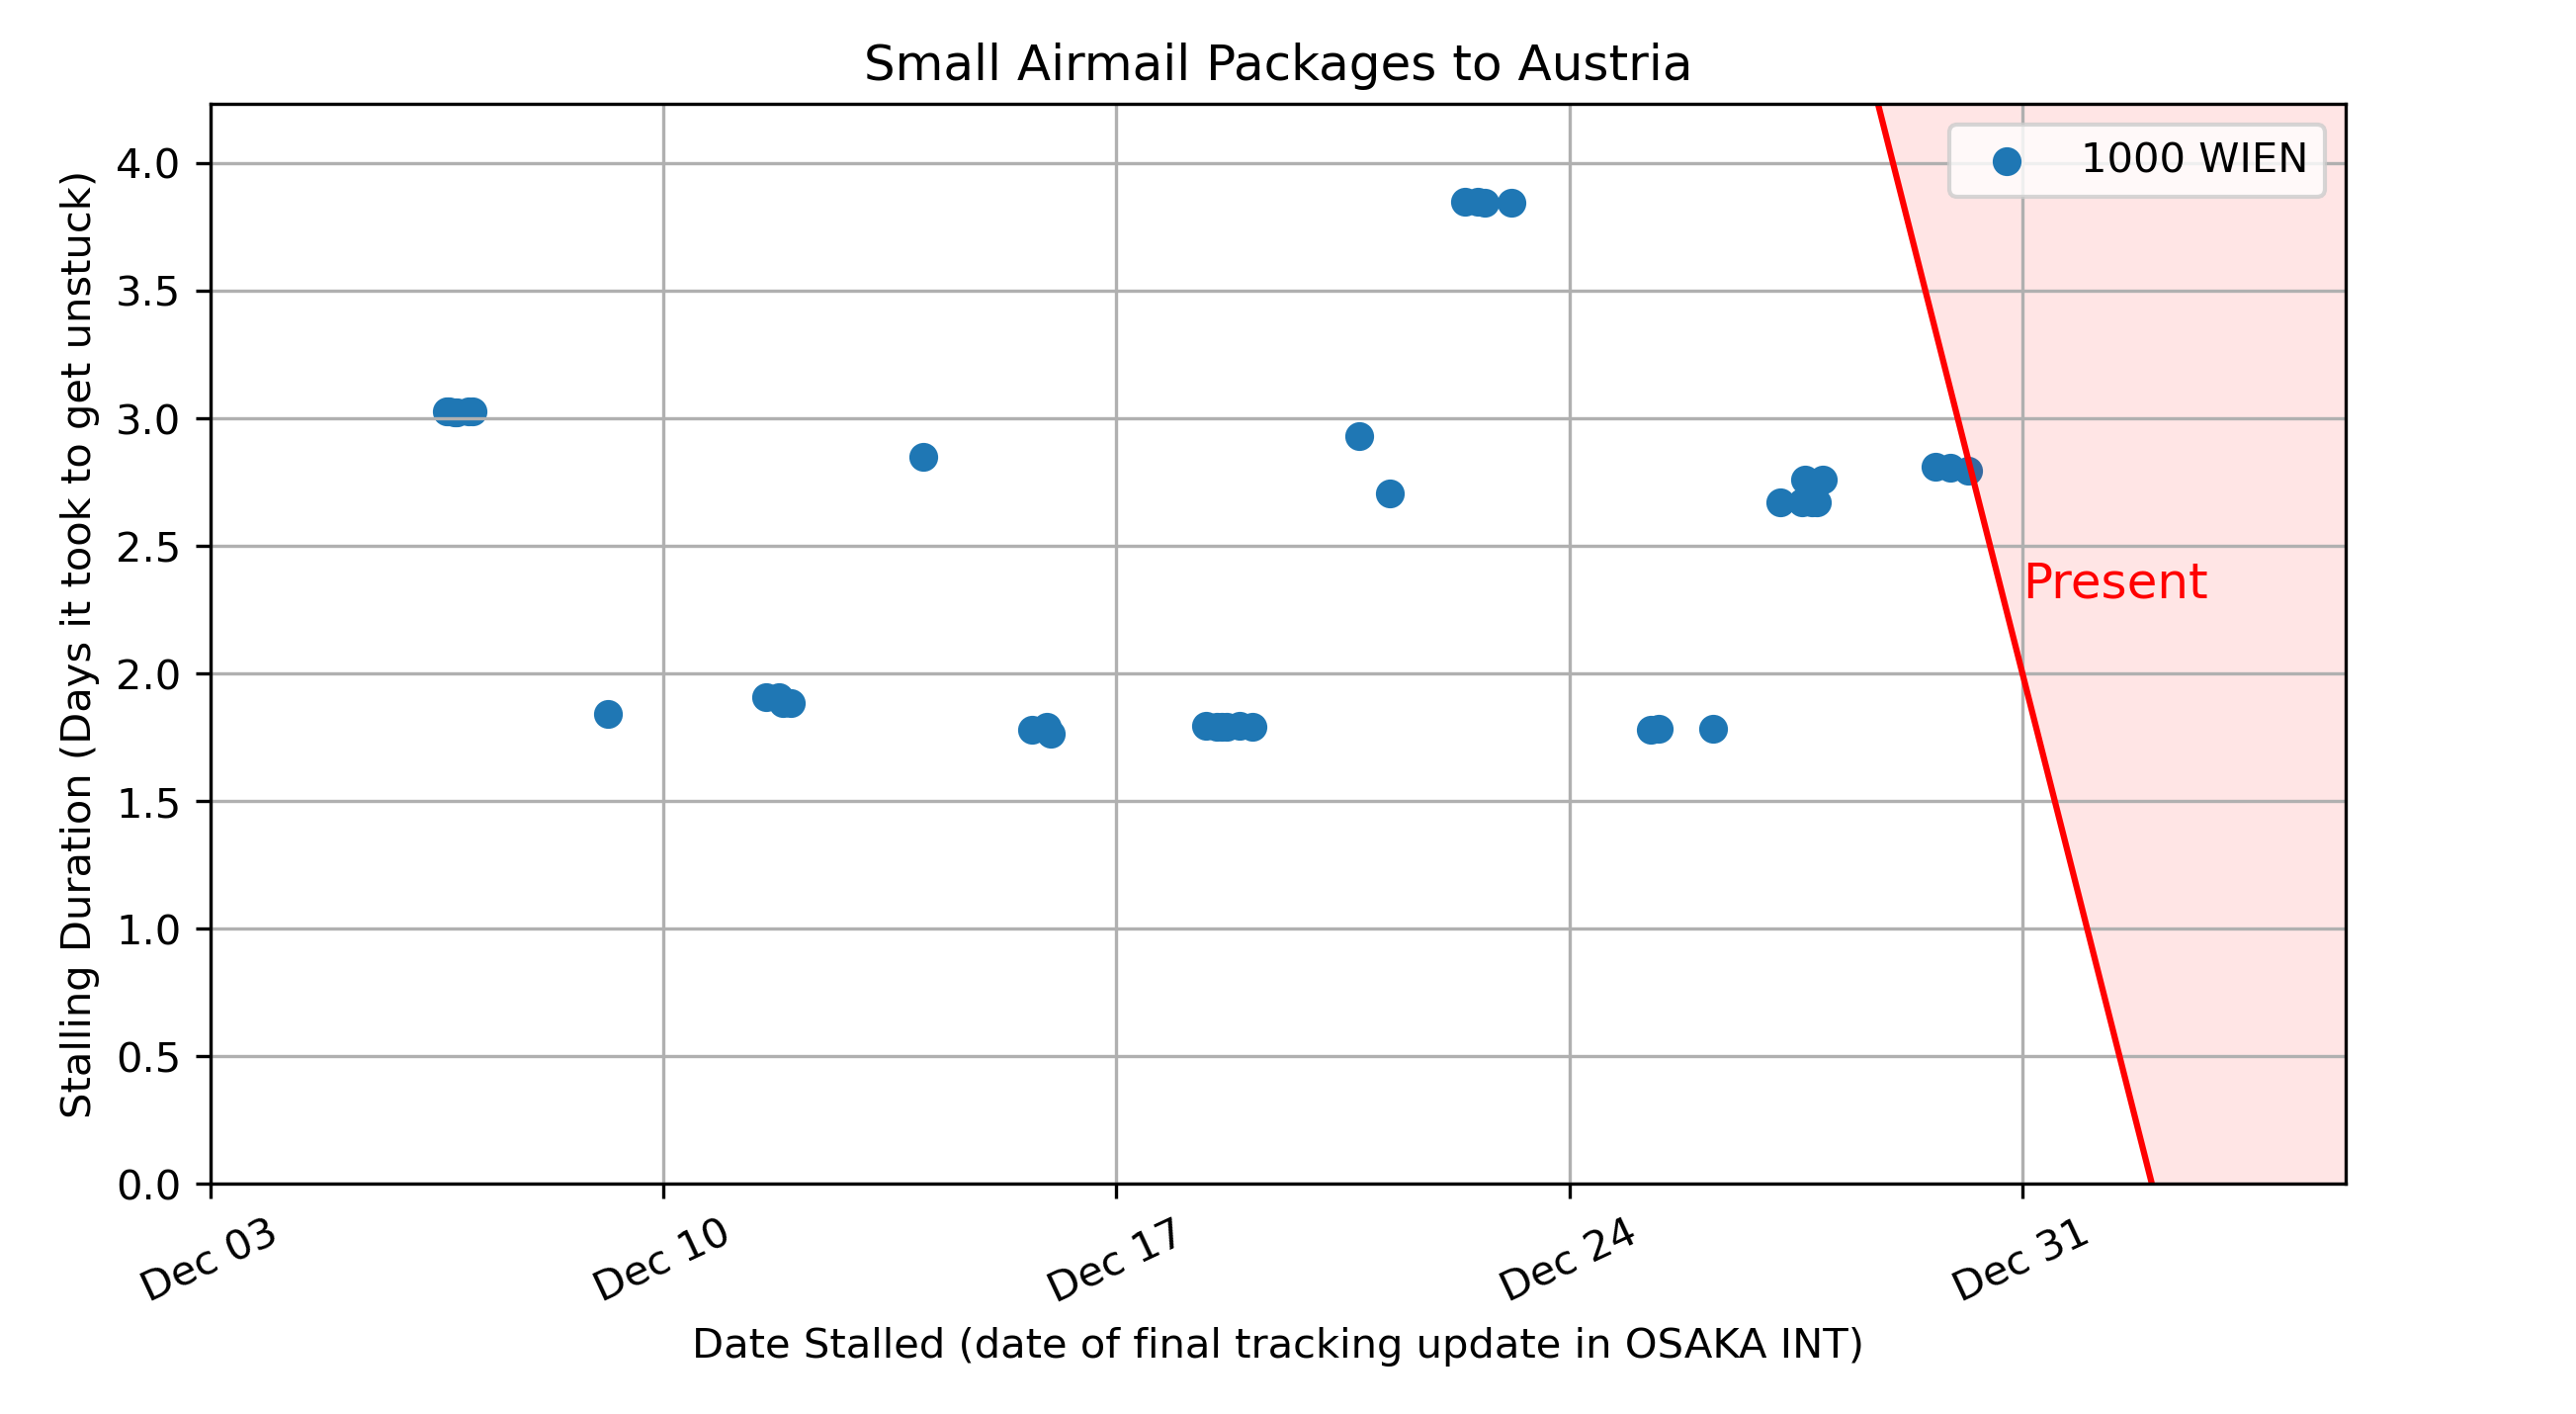 Small Airmail Packages to Austria
1000 WIEN
Stalling Duration (Days it took to get unstuck)
4.0
3.5
3.0
2.5
2.0
1.5
1.0
0.5
0.0
Present
Dec 03
Dec 10
Dec 17
Dec 24
Dec 31
Date Stalled (date of final tracking update in OSAKA INT)